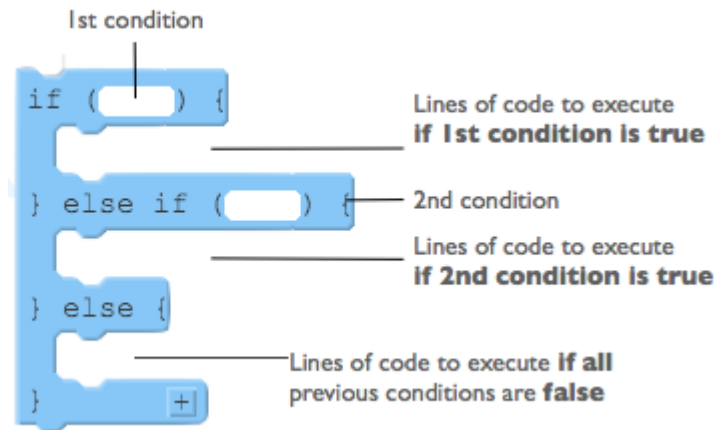 1st condition
if ( ) {
Lines of code to execute
if 1st condition is true
} else if ( ) {
2nd condition
Lines of code to execute
if 2nd condition is true
} else {
Lines of code to execute if all
previous conditions are false
} +